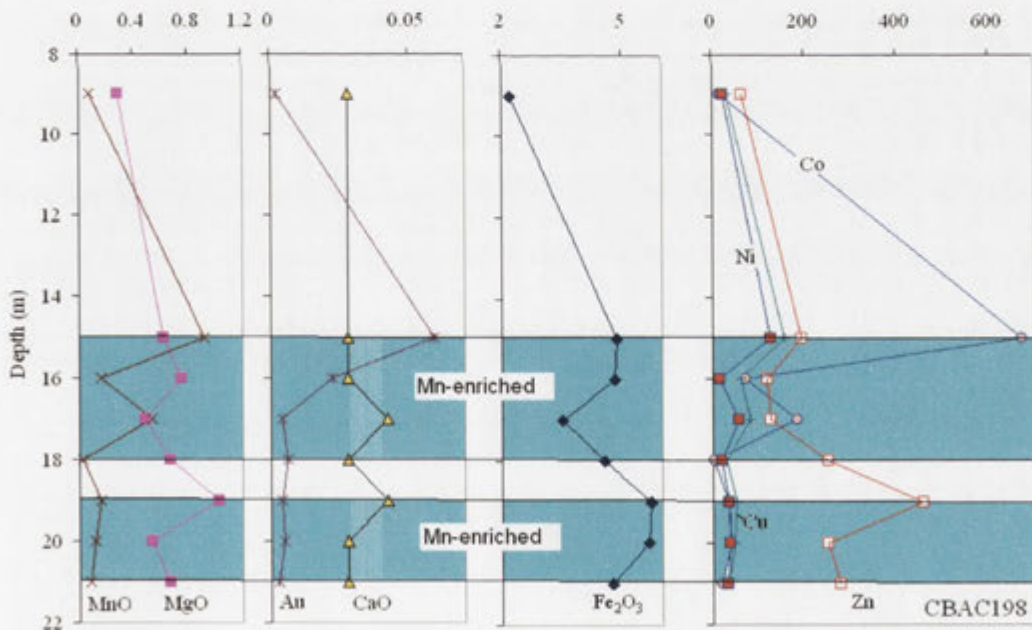 0 0.4 0.8 1.2 0 0.05 2 5 0 200 400 600
8
10
12
14
16
18
20
22
Depth (m)
Co
Ni
Mn-enriched
Mn-enriched
Cu
MnO MgO Au CaO Fe₂O₃ Zn CBAC198